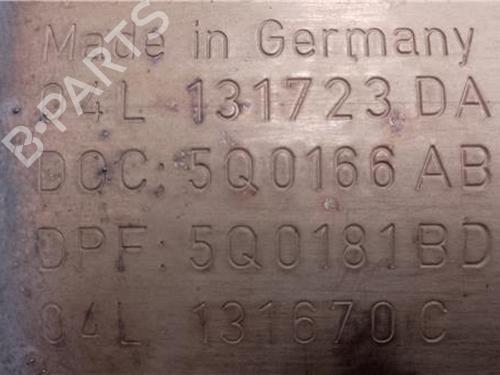 Made in Germany
04L 131723 DA
DOC: 5Q0166 AB
DPF: 5Q0181 BD
04L 131670 C
B-PARTS